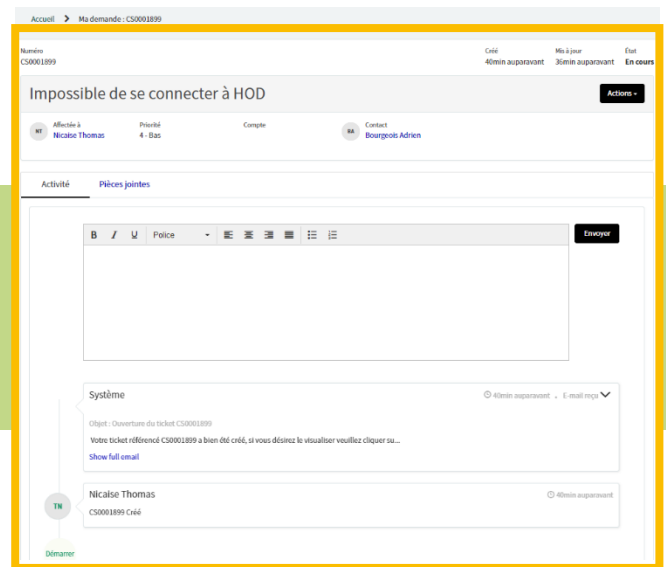 Accueil > Ma demande : CS0001899
Numéro Créé Mis à jour État
CS0001899 40min auparavant 36min auparavant En cours
Impossible de se connecter à HOD
Actions
Affectée à Priorité Compte Contact
NT Nicaise Thomas 4 - Bas BA Bourgeois Adrien
Activité Pièces jointes
B I U Police
Envoyer
Système 40min auparavant . E-mail reçu
Objet : Ouverture du ticket CS0001899
Votre ticket référencé CS0001899 a bien été créé, si vous désirez le visualiser veuillez cliquer su...
Show full email
Nicaise Thomas 40min auparavant
TN
CS0001899 Créé
Démarrer